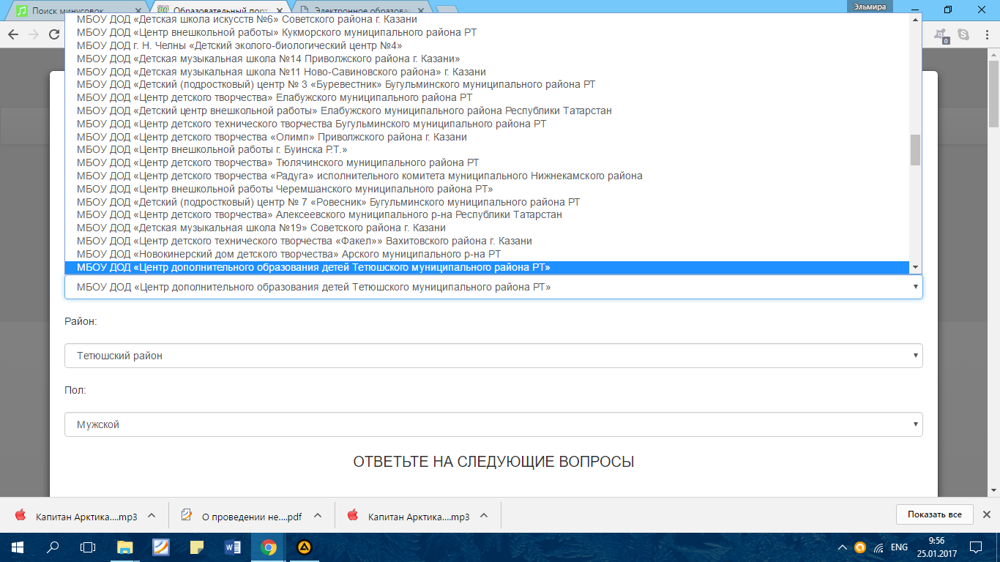 Поиск минусовок
Образовательный порт
Электронное образова
Эльмира
МБОУ ДОД «Детская школа искусств №6» Советского района г. Казани
МБОУ ДОД «Центр внешкольной работы» Кукморского муниципального района РТ
МБОУ ДОД г. Н. Челны «Детский эколого-биологический центр №4»
МБОУ ДОД «Детская музыкальная школа №14 Приволжского района г. Казани»
МБОУ ДОД «Детская музыкальная школа №11 Ново-Савиновского района» г. Казани
МБОУ ДОД «Детский (подростковый) центр № 3 «Буревестник» Бугульминского муниципального района РТ
МБОУ ДОД «Центр детского творчества» Елабужского муниципального района РТ
МБОУ ДОД «Детский центр внешкольной работы» Елабужского муниципального района Республики Татарстан
МБОУ ДОД «Центр детского технического творчества Бугульминского муниципального района РТ
МБОУ ДОД «Центр детского творчества «Олимп» Приволжского района г. Казани
МБОУ ДОД «Центр внешкольной работы г. Буинска Р.Т.»
МБОУ ДОД «Центр детского творчества» Тюлячинского муниципального района РТ
МБОУ ДОД «Центр детского творчества «Радуга» исполнительного комитета муниципального Нижнекамского района
МБОУ ДОД «Центр внешкольной работы Черемшанского муниципального района РТ»
МБОУ ДОД «Детский (подростковый) центр № 7 «Ровесник» Бугульминского муниципального района РТ
МБОУ ДОД «Центр детского творчества» Алексеевского муниципального р-на Республики Татарстан
МБОУ ДОД «Детская музыкальная школа №19» Советского района г. Казани
МБОУ ДОД «Центр детского технического творчества «Факел»» Вахитовского района г. Казани
МБОУ ДОД «Новокинерский дом детского творчества» Арского муниципального р-на РТ
МБОУ ДОД «Центр дополнительного образования детей Тетюшского муниципального района РТ»
МБОУ ДОД «Центр дополнительного образования детей Тетюшского муниципального района РТ»
0
Район:
Тетюшский район
Пол:
Мужской
ОТВЕТЬТЕ НА СЛЕДУЮЩИЕ ВОПРОСЫ
Капитан Арктика....mp3
О проведении не....pdf
Капитан Арктика....mp3
Показать все
ENG
9:56
25.01.2017